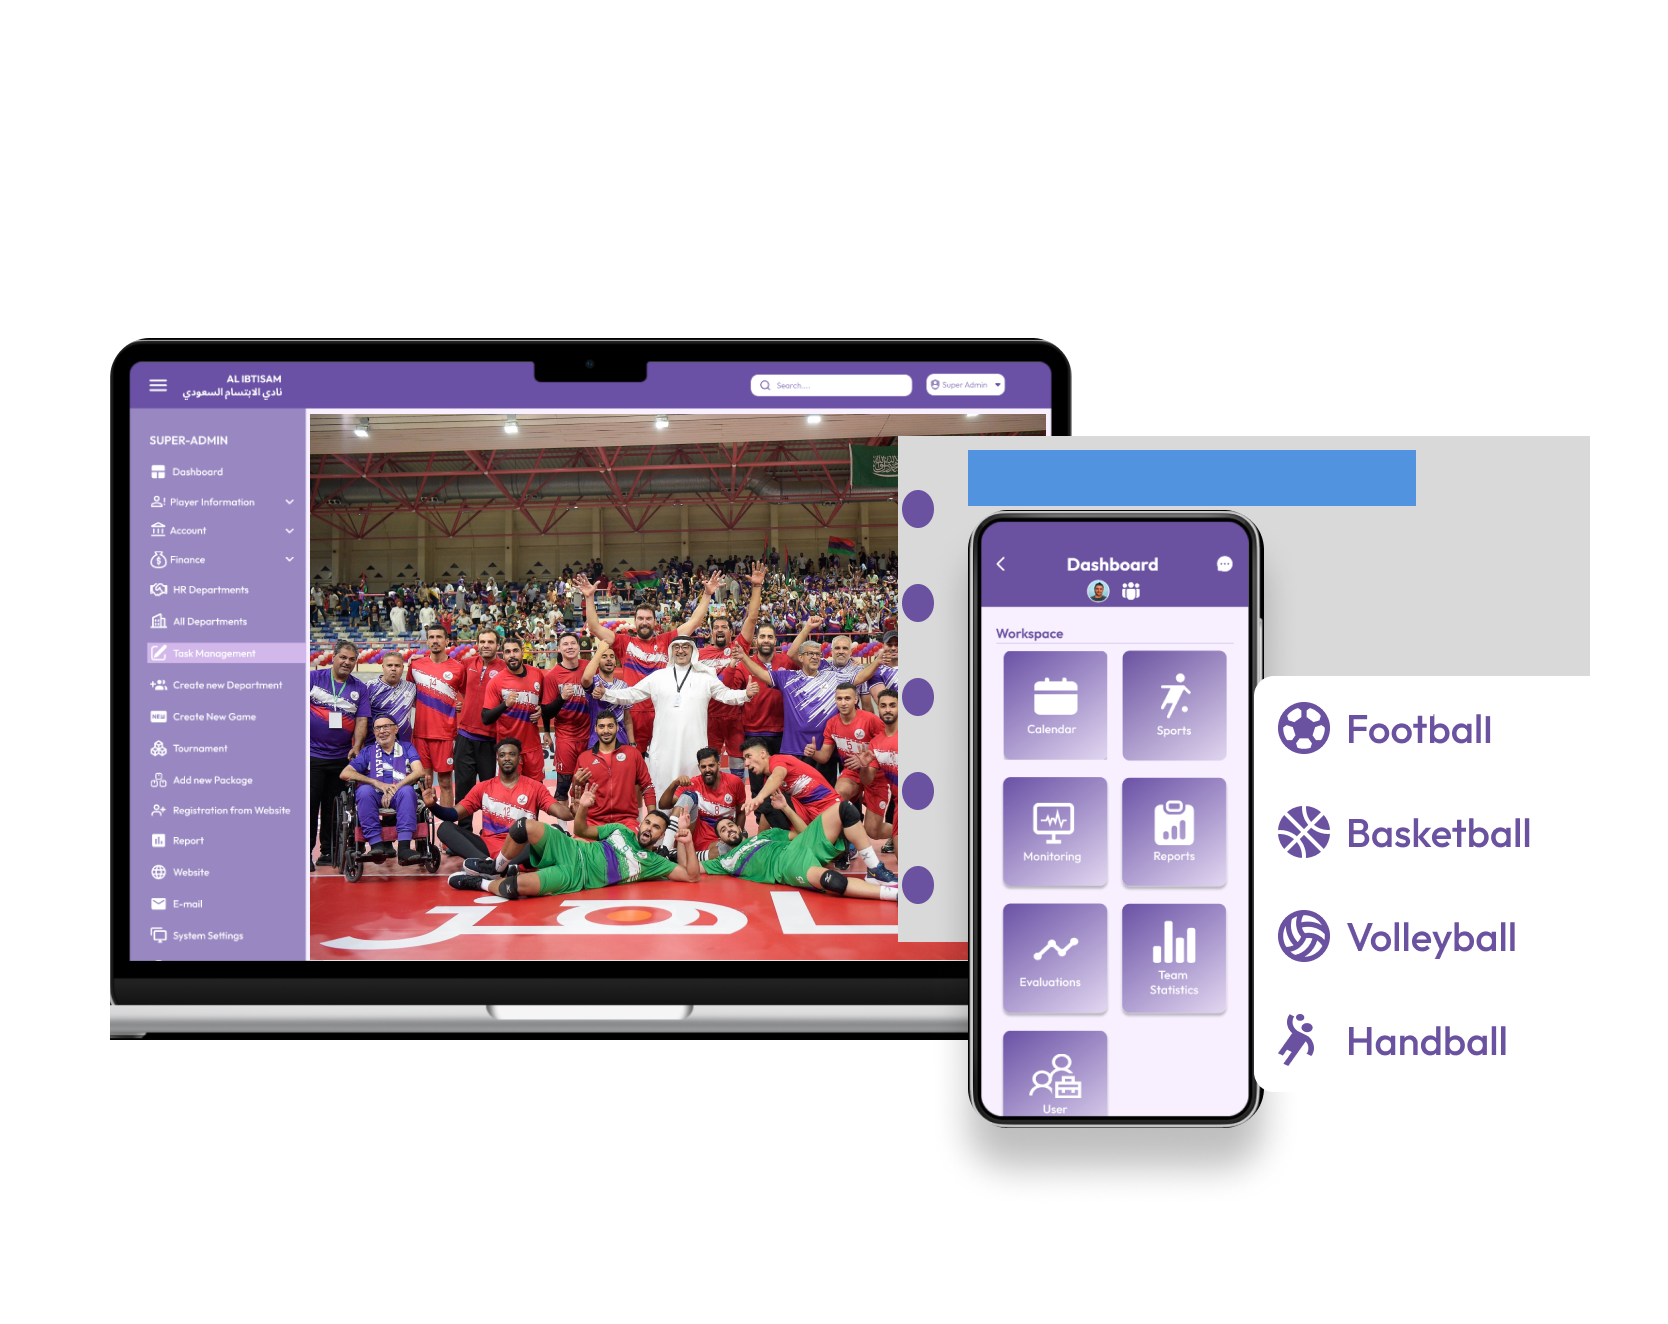 AL IBTISAM
نادي الابتسام السعودي
Search....
Super Admin
SUPER-ADMIN
Dashboard
Player Information
Account
Finance
HR Departments
All Departments
Task Management
Create new Department
NEW
Create New Game
Tournament
Add new Package
Registration from Website
Report
Website
E-mail
System Settings
Dashboard
Workspace
Calendar
Sports
Monitoring
Reports
Evaluations
Team
Statistics
User
Football
Basketball
Volleyball
Handball